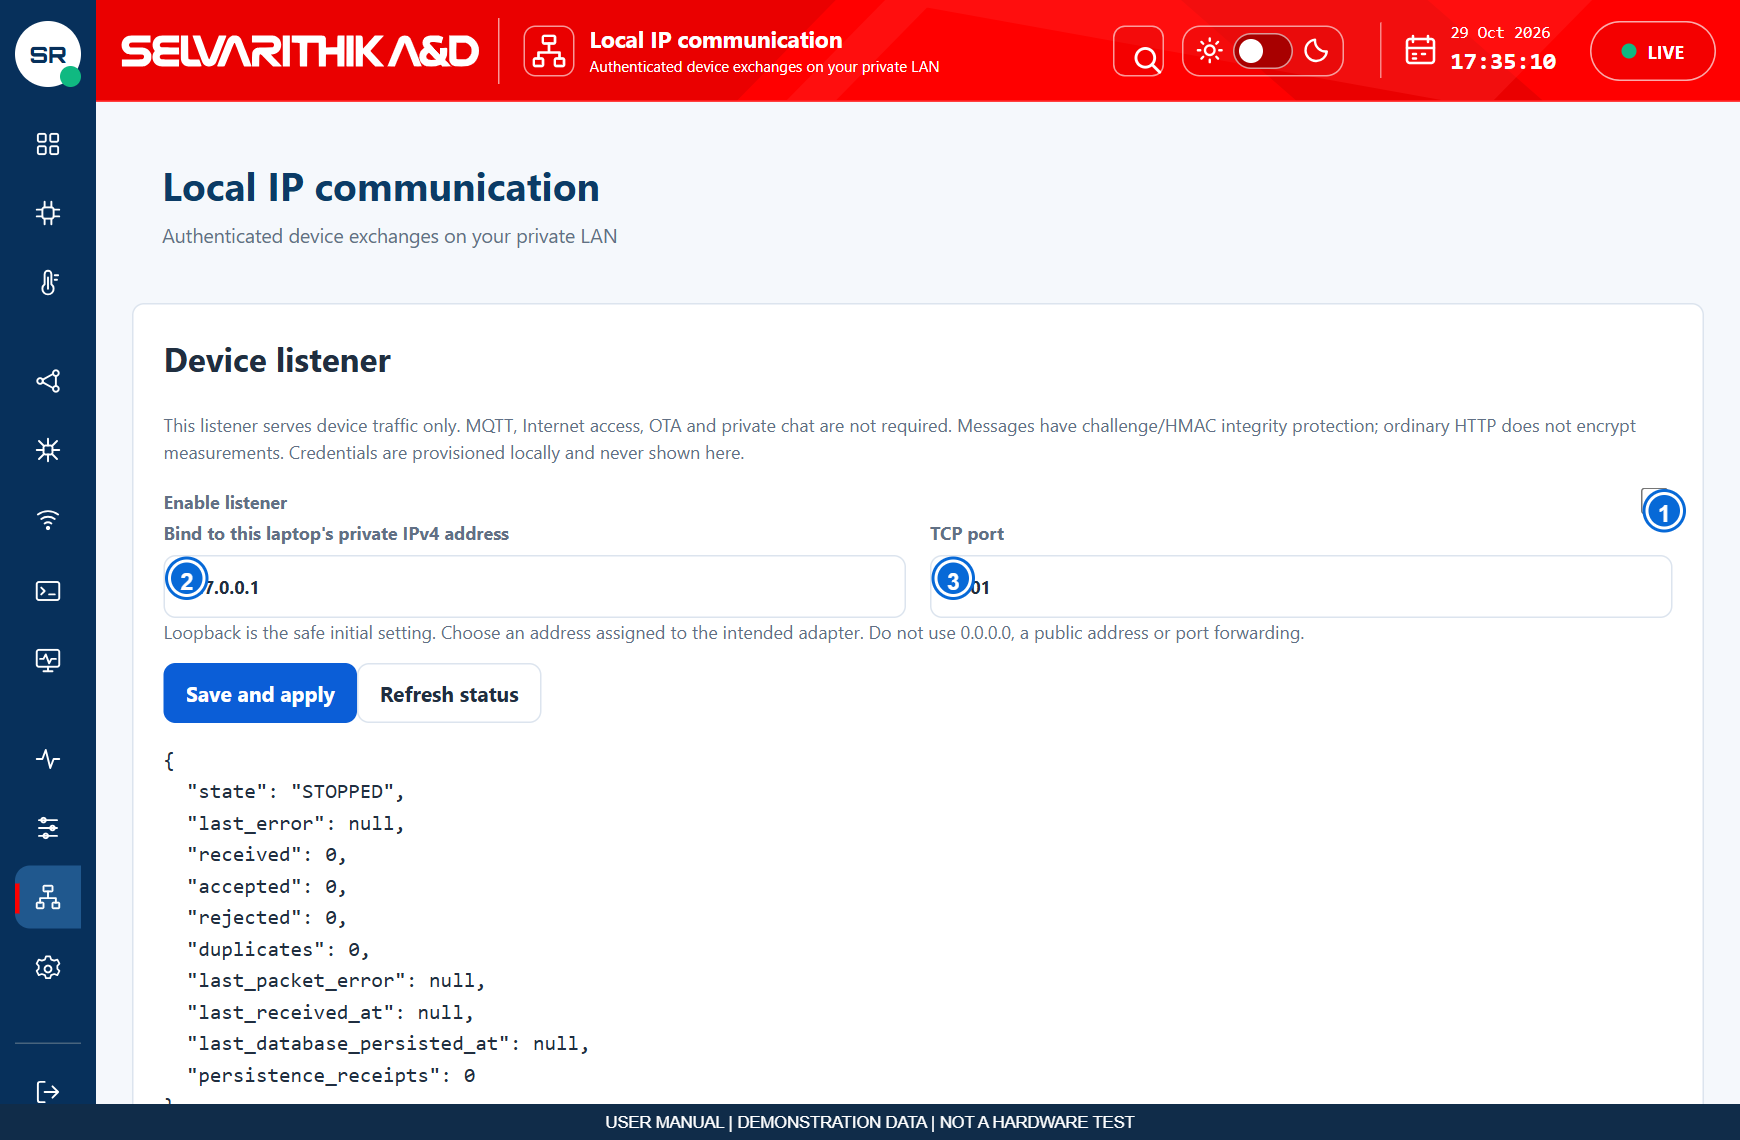 SR
SELVARITHIK A&D
Local IP communication
Authenticated device exchanges on your private LAN
29 Oct 2026
17:35:10
LIVE
Local IP communication
Authenticated device exchanges on your private LAN
Device listener
This listener serves device traffic only. MQTT, Internet access, OTA and private chat are not required. Messages have challenge/HMAC integrity protection; ordinary HTTP does not encrypt
measurements. Credentials are provisioned locally and never shown here.
Enable listener
1
Bind to this laptop's private IPv4 address
TCP port
2 7.0.0.1
3 01
Loopback is the safe initial setting. Choose an address assigned to the intended adapter. Do not use 0.0.0.0, a public address or port forwarding.
Save and apply
Refresh status
{
"state": "STOPPED",
"last_error": null,
"received": 0,
"accepted": 0,
"rejected": 0,
"duplicates": 0,
"last_packet_error": null,
"last_received_at": null,
"last_database_persisted_at": null,
"persistence_receipts": 0
USER MANUAL | DEMONSTRATION DATA | NOT A HARDWARE TEST